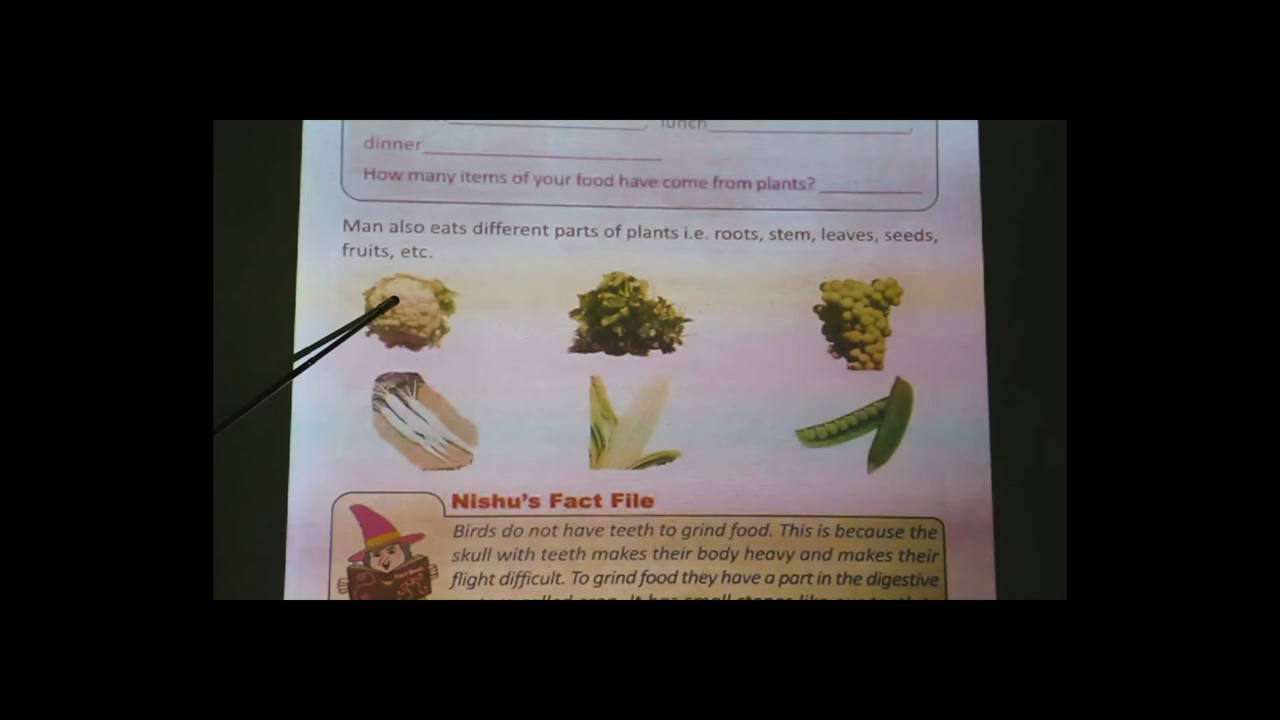 lunch
dinner
How many items of your food have come from plants?
Man also eats different parts of plants i.e. roots, stem, leaves, seeds,
fruits, etc.
Nishu's Fact File
Birds do not have teeth to grind food. This is because the
skull with teeth makes their body heavy and makes their
flight difficult. To grind food they have a part in the digestive